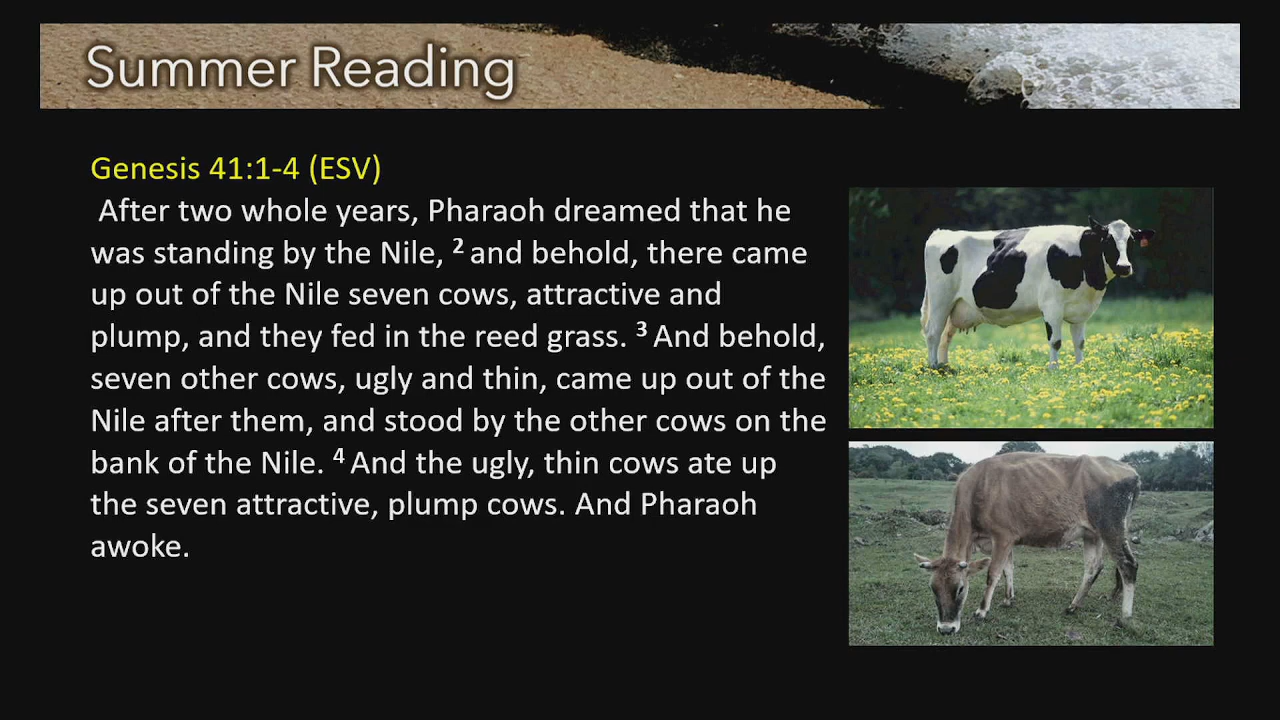 Summer Reading
Genesis 41:1-4 (ESV)
After two whole years, Pharaoh dreamed that he
was standing by the Nile, 2 and behold, there came
up out of the Nile seven cows, attractive and
plump, and they fed in the reed grass. 3 And behold,
seven other cows, ugly and thin, came up out of the
Nile after them, and stood by the other cows on the
bank of the Nile. 4 And the ugly, thin cows ate up
the seven attractive, plump cows. And Pharaoh
awoke.